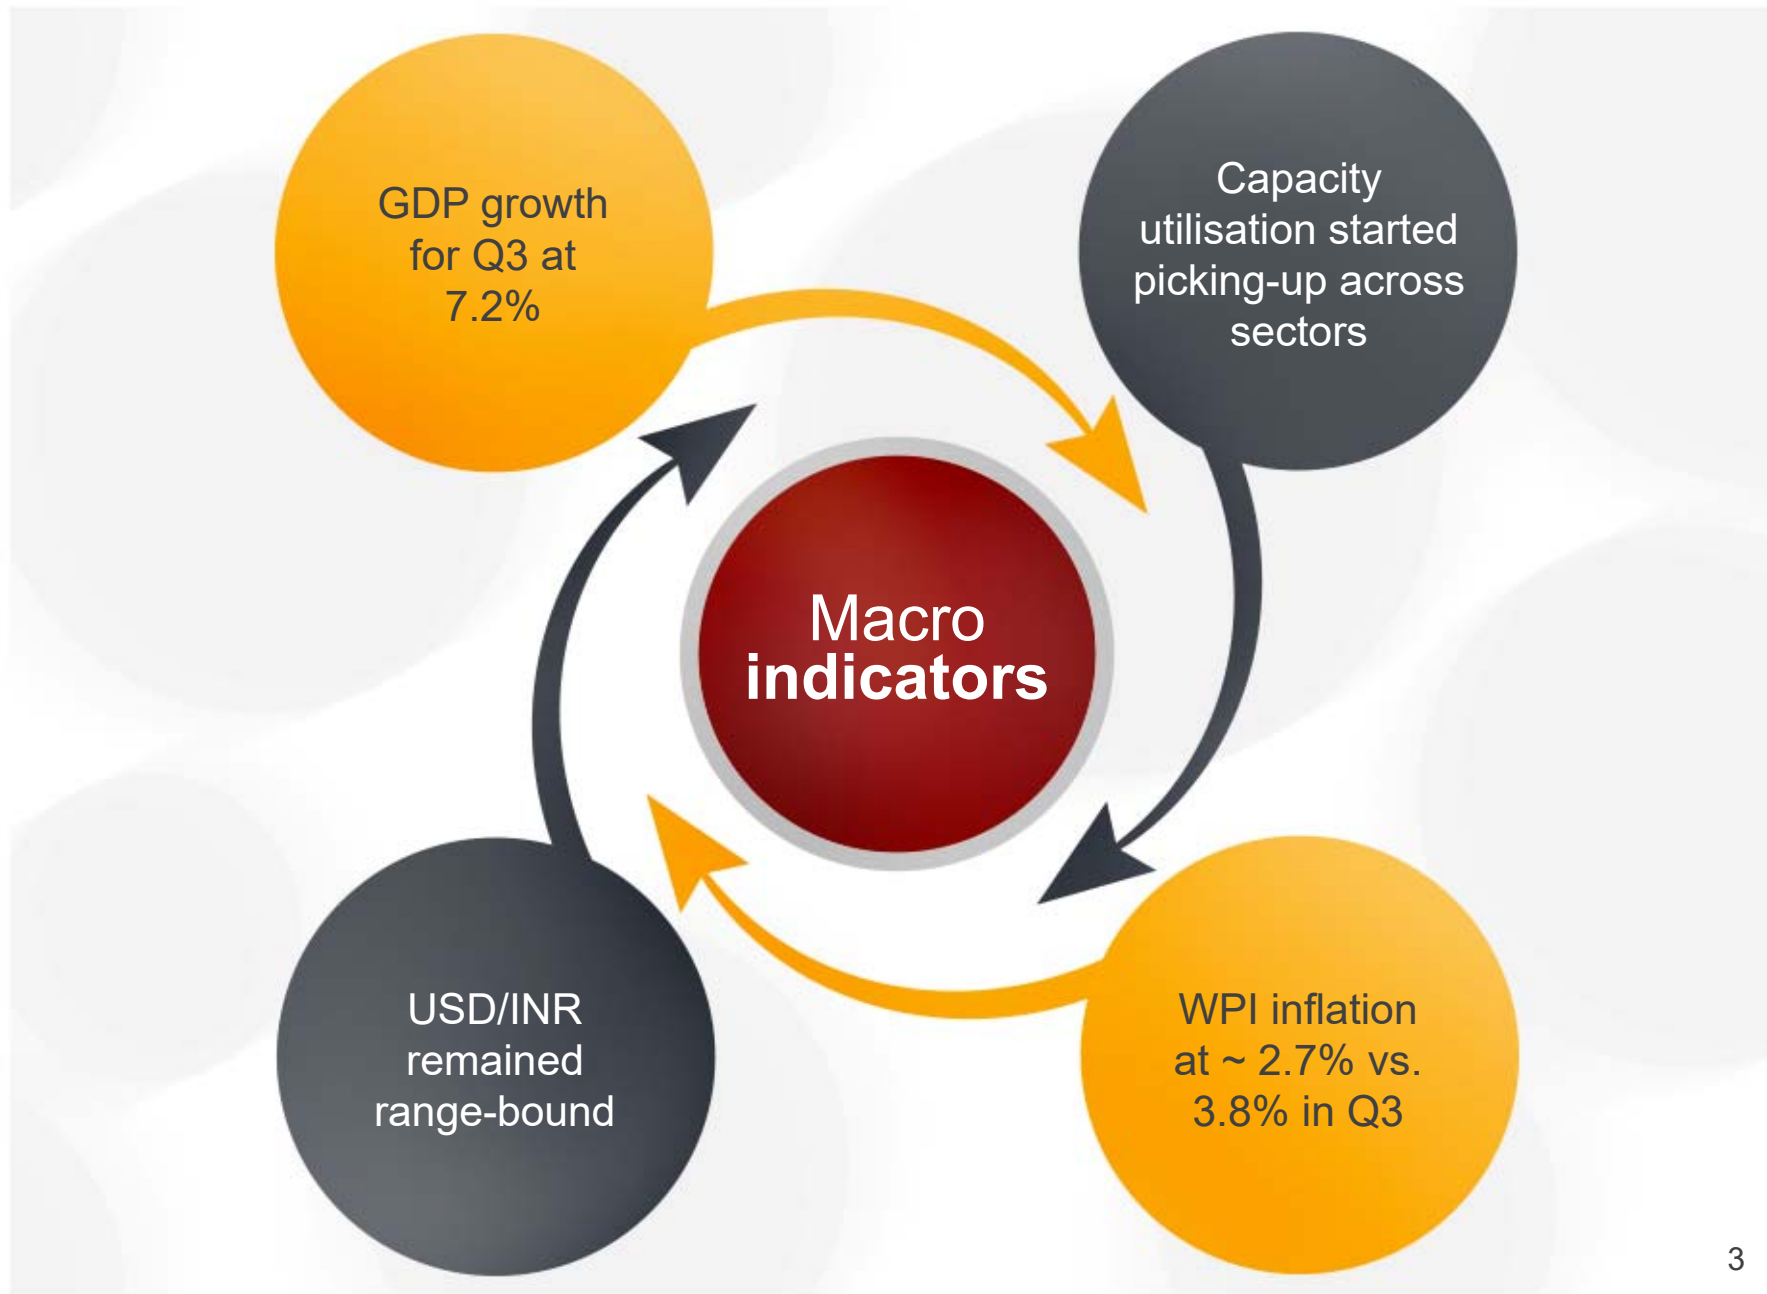 GDP growth
for Q3 at
7.2%
Capacity
utilisation started
picking-up across
sectors
Macro
indicators
USD/INR
remained
range-bound
WPI inflation
at ~ 2.7% vs.
3.8% in Q3
3